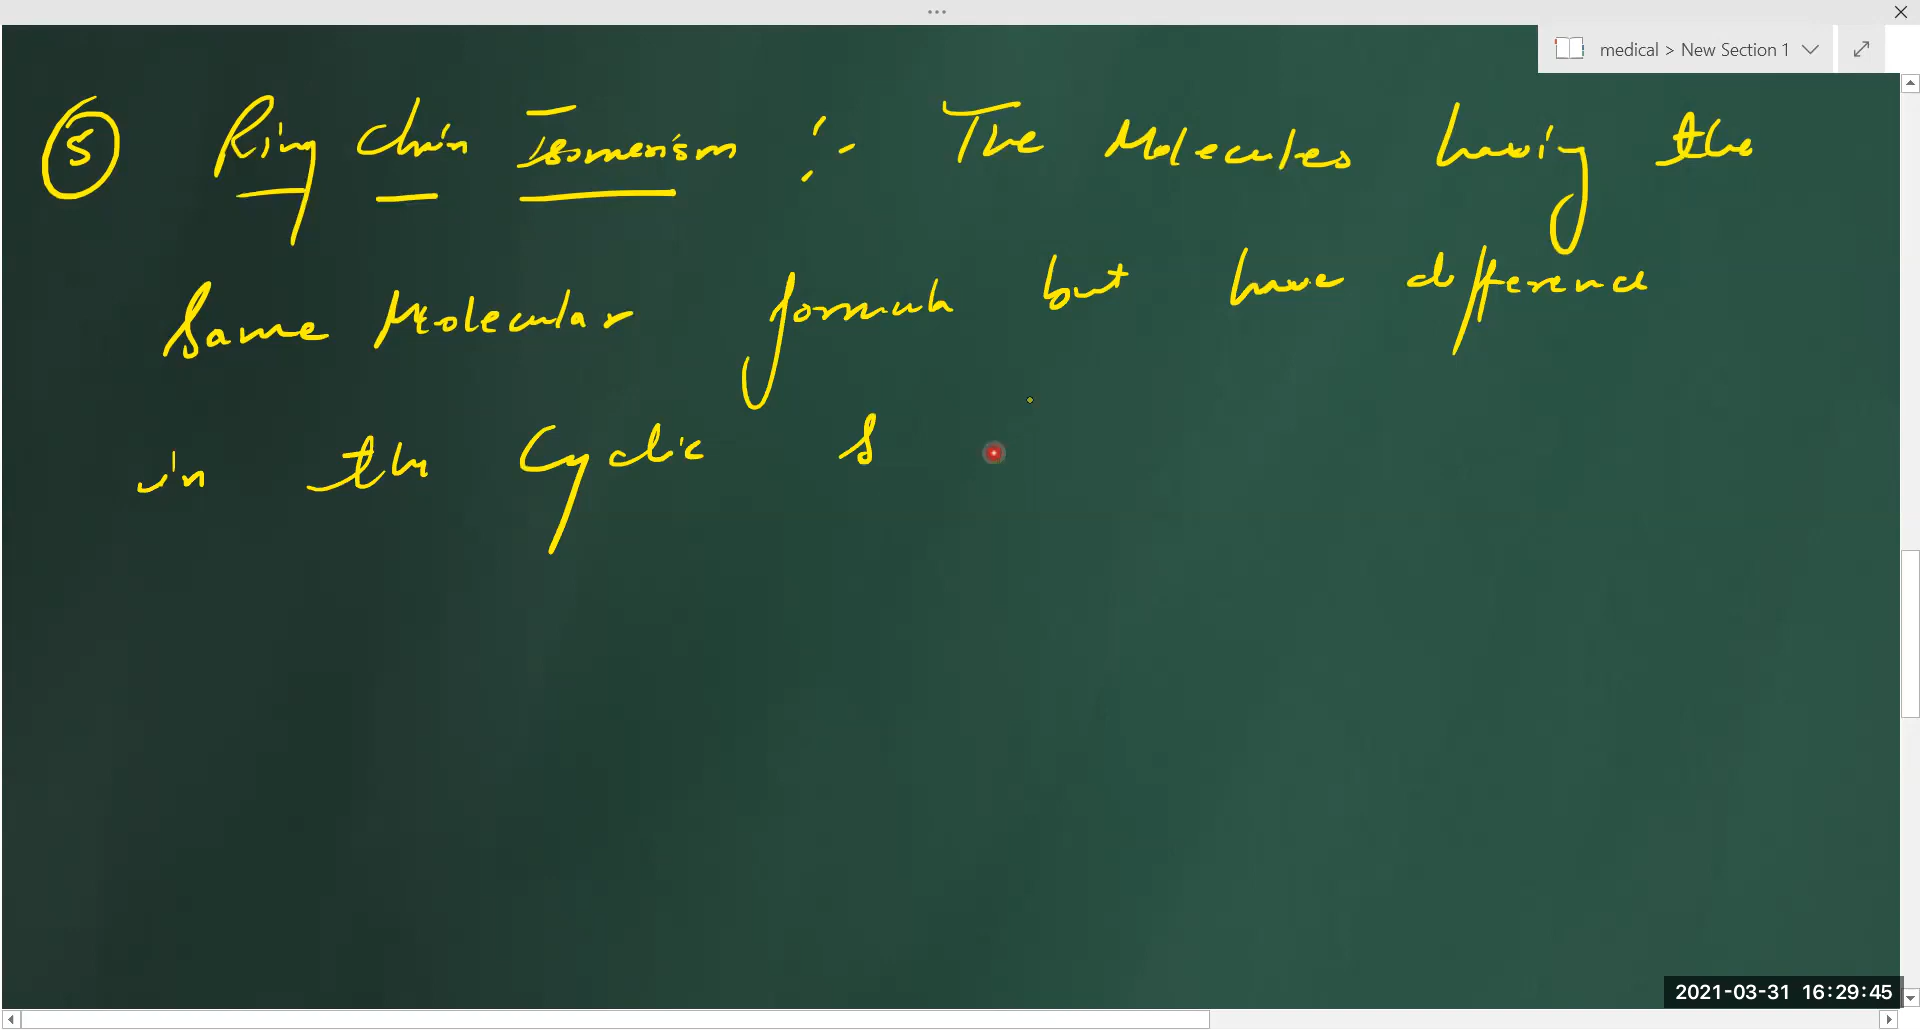 medical > New Section 1
5 Ring Chain Isomerism :- The Molecules having the
Same Molecular formula but have difference
in the Cyclic &
2021-03-31 16:29:45